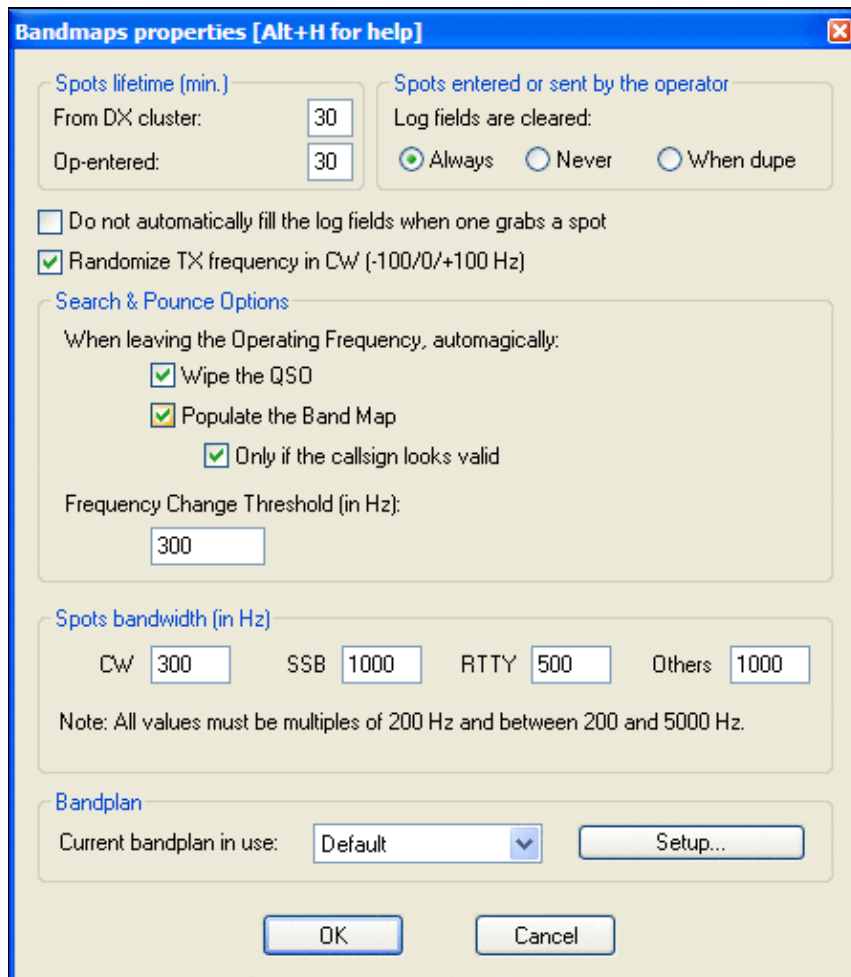 Bandmaps properties [Alt+H for help]
Spots lifetime (min.)
From DX cluster: 30
Op-entered: 30
Spots entered or sent by the operator
Log fields are cleared:
Always Never When dupe
Do not automatically fill the log fields when one grabs a spot
Randomize TX frequency in CW (-100/0/+100 Hz)
Search & Pounce Options
When leaving the Operating Frequency, automagically:
Wipe the QSO
Populate the Band Map
Only if the callsign looks valid
Frequency Change Threshold (in Hz):
300
Spots bandwidth (in Hz)
CW 300 SSB 1000 RTTY 500 Others 1000
Note: All values must be multiples of 200 Hz and between 200 and 5000 Hz.
Bandplan
Current bandplan in use: Default Setup...
OK Cancel